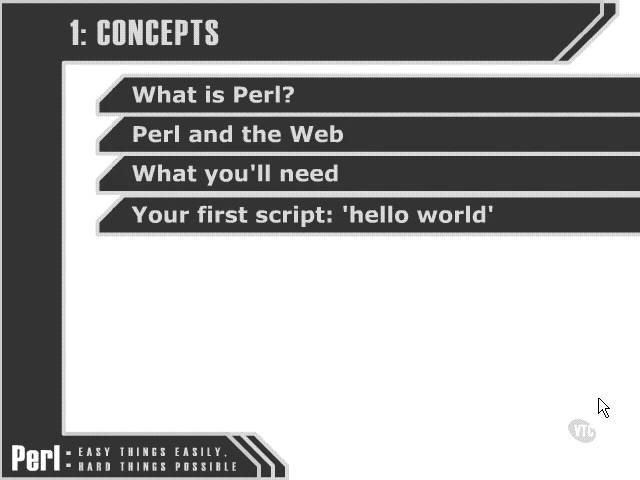 1: CONCEPTS
What is Perl?
Perl and the Web
What you'll need
Your first script: 'hello world'
VTC
Perl: EASY THINGS EASILY,
HARD THINGS POSSIBLE